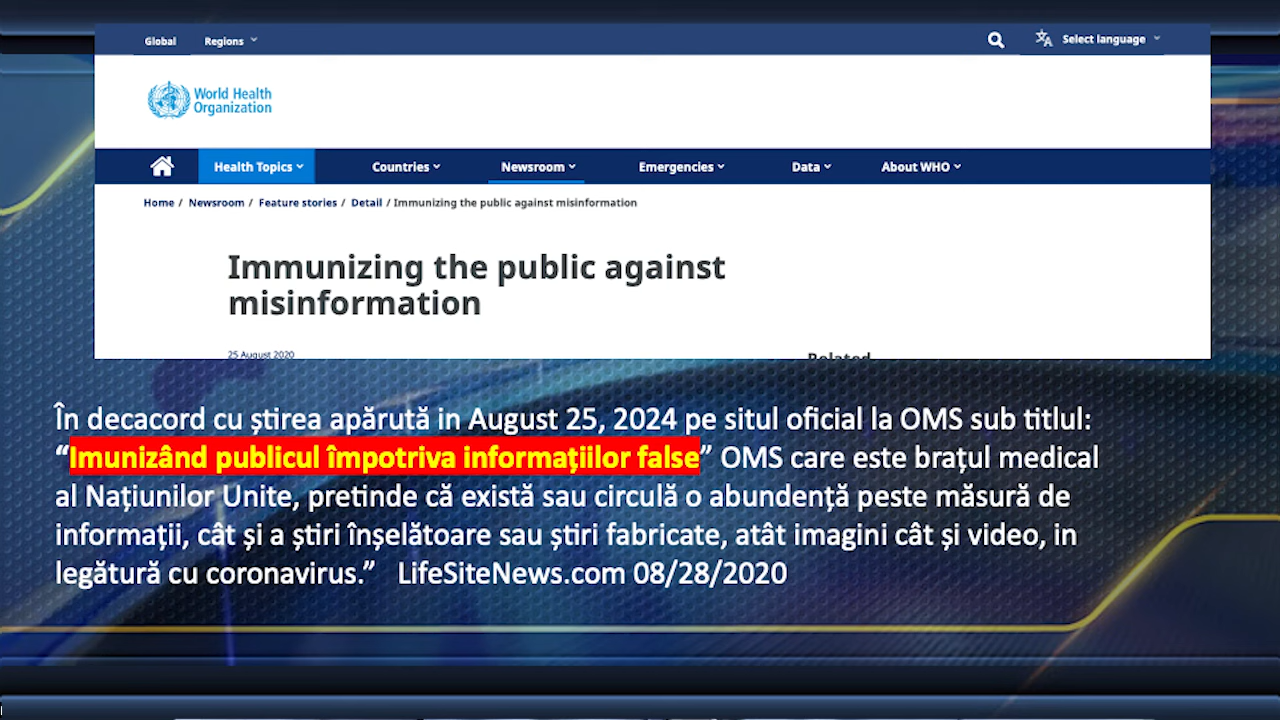 Global Regions Select language
World Health
Organization
Health Topics Countries Newsroom Emergencies Data About WHO
Home / Newsroom / Feature stories / Detail / Immunizing the public against misinformation
Immunizing the public against
misinformation
25 August 2020
Related
În decacord cu știrea apărută in August 25, 2024 pe situl oficial la OMS sub titlul:
“Imunizând publicul împotriva informațiilor false” OMS care este brațul medical
al Națiunilor Unite, pretinde că există sau circulă o abundență peste măsură de
informații, cât și a știri înșelătoare sau știri fabricate, atât imagini cât și video, in
legătură cu coronavirus.” LifeSiteNews.com 08/28/2020